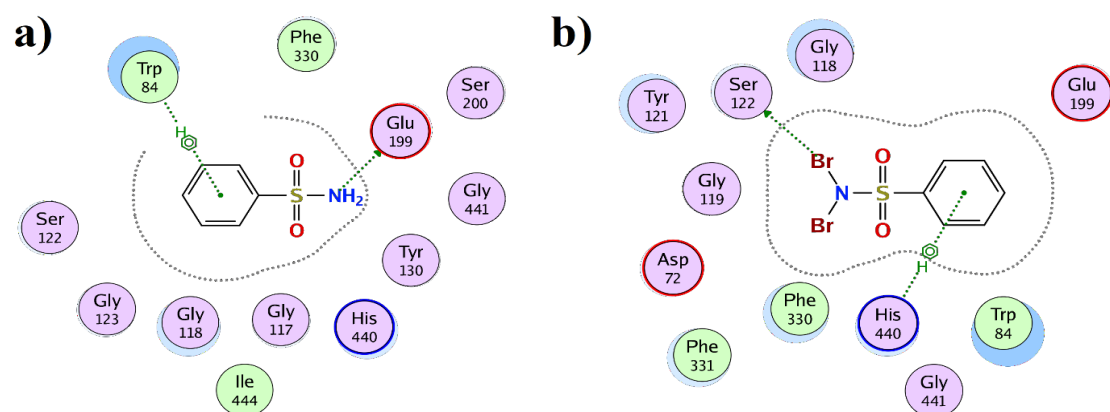 a)
Trp
84
Phe
330
Ser
200
Glu
199
H
O
S
NH2
O
Gly
441
Ser
122
Tyr
130
Gly
123
Gly
118
Gly
117
His
440
Ile
444
b)
Gly
118
Ser
122
Tyr
121
Glu
199
Br
O
Gly
119
N
S
Br
O
H
Asp
72
Phe
330
His
440
Trp
84
Phe
331
Gly
441